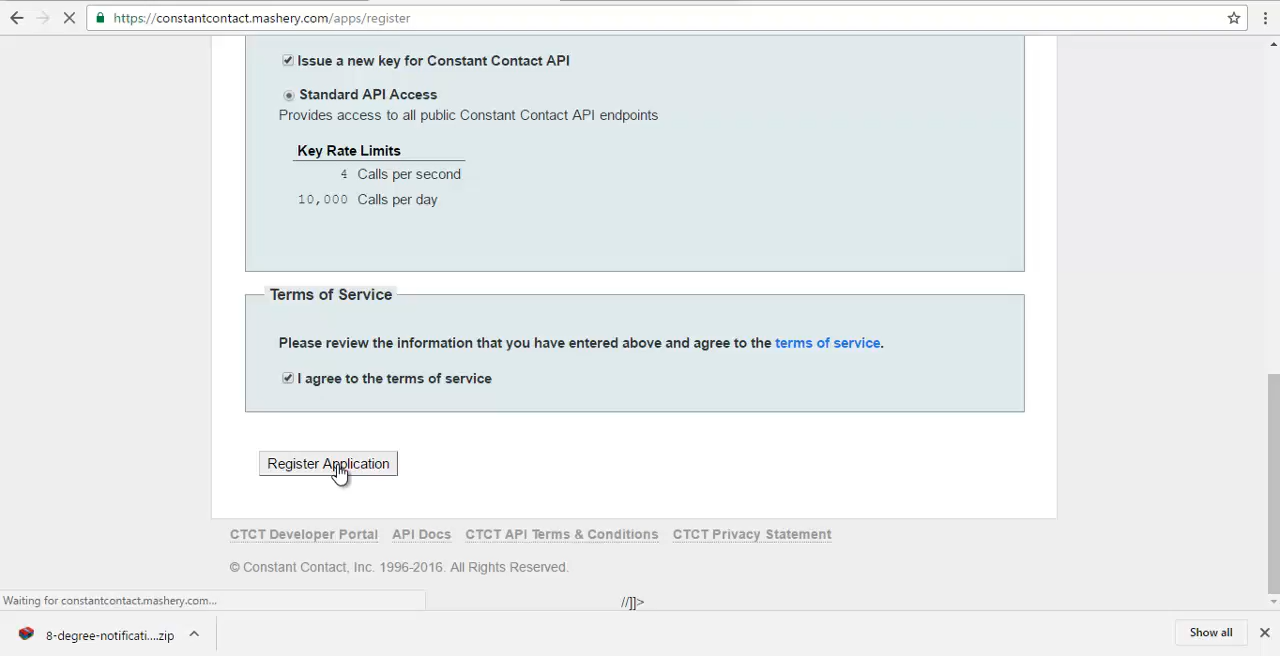 https://constantcontact.mashery.com/apps/register
Issue a new key for Constant Contact API
Standard API Access
Provides access to all public Constant Contact API endpoints
Key Rate Limits
4 Calls per second
10,000 Calls per day
Terms of Service
Please review the information that you have entered above and agree to the terms of service.
I agree to the terms of service
Register Application
CTCT Developer Portal API Docs CTCT API Terms & Conditions CTCT Privacy Statement
© Constant Contact, Inc. 1996-2016. All Rights Reserved.
Waiting for constantcontact.mashery.com...
//]]>
8-degree-notificati....zip
Show all